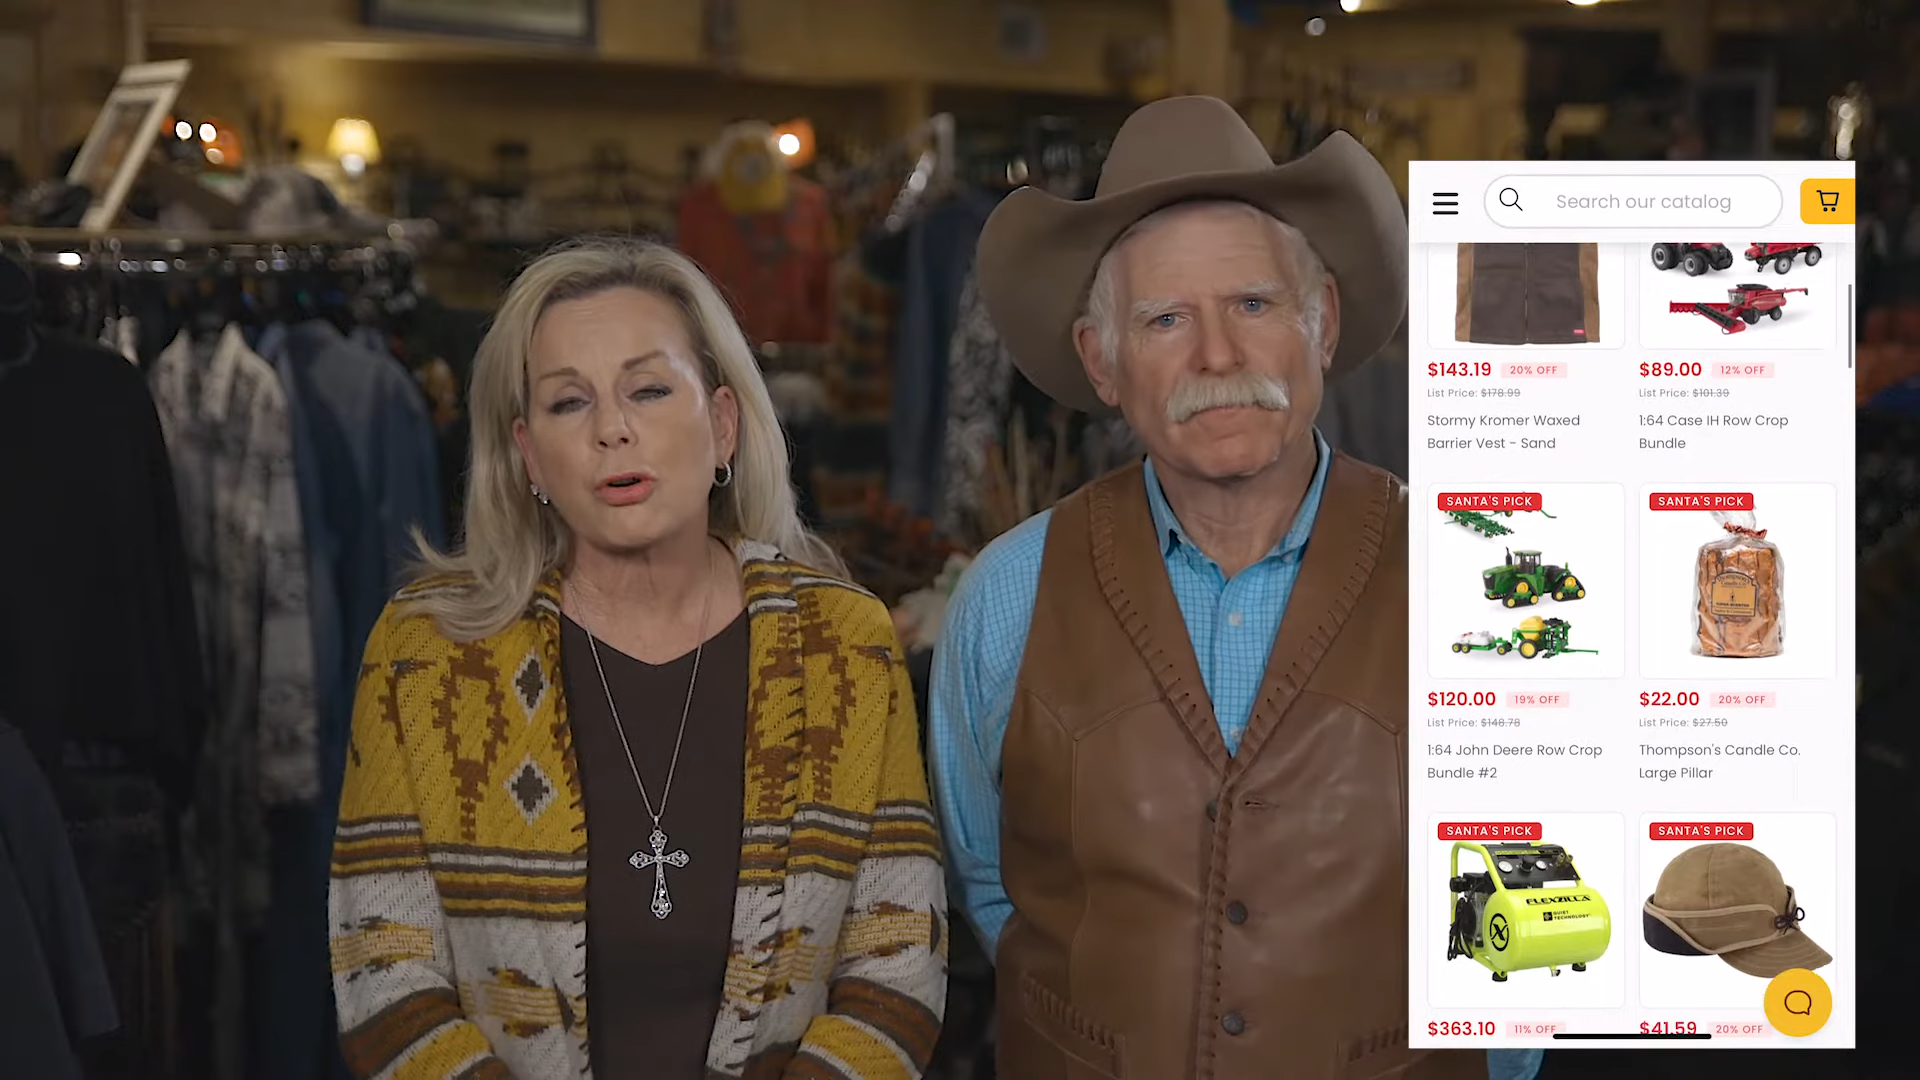 Search our catalog
$143.19 20% OFF
List Price: $178.99
Stormy Kromer Waxed
Barrier Vest - Sand
$89.00 12% OFF
List Price: $101.39
1:64 Case IH Row Crop
Bundle
SANTA'S PICK
$120.00 19% OFF
List Price: $148.78
1:64 John Deere Row Crop
Bundle #2
SANTA'S PICK
$22.00 20% OFF
List Price: $27.50
Thompson's Candle Co.
Large Pillar
SANTA'S PICK
FLEXZILLA
QUIET
TECHNOLOGY
$363.10 11% OFF
SANTA'S PICK
$41.59 20% OFF